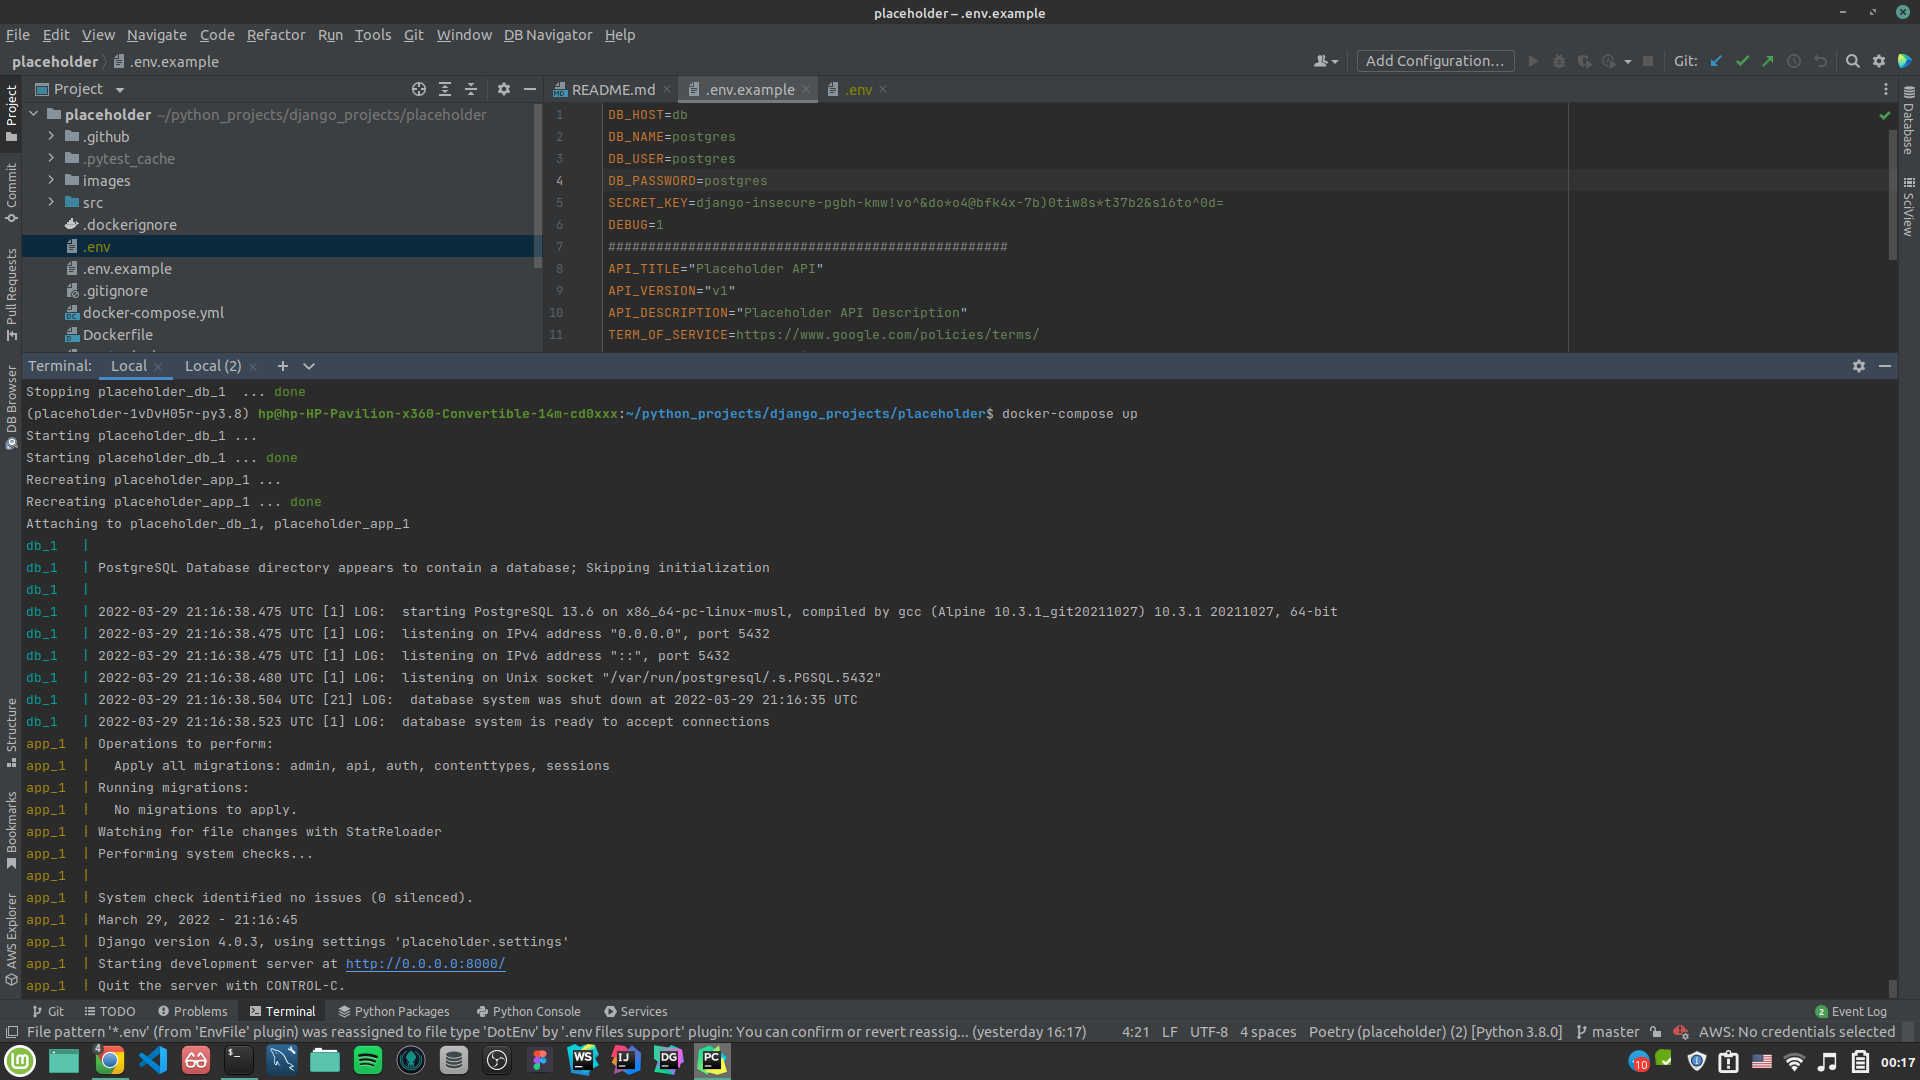 placeholder – .env.example
File Edit View Navigate Code Refactor Run Tools Git Window DB Navigator Help
placeholder .env.example
Add Configuration... Git:
Project
README.md .env.example .env
placeholder ~/python_projects/django_projects/placeholder
.github
.pytest_cache
images
src
.dockerignore
.env
.env.example
.gitignore
docker-compose.yml
Dockerfile
1 DB_HOST=db
2 DB_NAME=postgres
3 DB_USER=postgres
4 DB_PASSWORD=postgres
5 SECRET_KEY=django-insecure-pgbh-kmw!vo^&do*o4@bfk4x-7b)0tiw8s*t37b2&s16to^0d=
6 DEBUG=1
7 ##################################################
8 API_TITLE="Placeholder API"
9 API_VERSION="v1"
10 API_DESCRIPTION="Placeholder API Description"
11 TERM_OF_SERVICE=https://www.google.com/policies/terms/
Project
Commit
Pull Requests
DB Browser
Structure
Bookmarks
AWS Explorer
Database
SciView
Terminal: Local Local (2)
Stopping placeholder_db_1 ... done
(placeholder-1vDvH05r-py3.8) hp@hp-HP-Pavilion-x360-Convertible-14m-cd0xxx:~/python_projects/django_projects/placeholder$ docker-compose up
Starting placeholder_db_1 ...
Starting placeholder_db_1 ... done
Recreating placeholder_app_1 ...
Recreating placeholder_app_1 ... done
Attaching to placeholder_db_1, placeholder_app_1
db_1 |
db_1 | PostgreSQL Database directory appears to contain a database; Skipping initialization
db_1 |
db_1 | 2022-03-29 21:16:38.475 UTC [1] LOG: starting PostgreSQL 13.6 on x86_64-pc-linux-musl, compiled by gcc (Alpine 10.3.1_git20211027) 10.3.1 20211027, 64-bit
db_1 | 2022-03-29 21:16:38.475 UTC [1] LOG: listening on IPv4 address "0.0.0.0", port 5432
db_1 | 2022-03-29 21:16:38.475 UTC [1] LOG: listening on IPv6 address "::", port 5432
db_1 | 2022-03-29 21:16:38.480 UTC [1] LOG: listening on Unix socket "/var/run/postgresql/.s.PGSQL.5432"
db_1 | 2022-03-29 21:16:38.504 UTC [21] LOG: database system was shut down at 2022-03-29 21:16:35 UTC
db_1 | 2022-03-29 21:16:38.523 UTC [1] LOG: database system is ready to accept connections
app_1 | Operations to perform:
app_1 | Apply all migrations: admin, api, auth, contenttypes, sessions
app_1 | Running migrations:
app_1 | No migrations to apply.
app_1 | Watching for file changes with StatReloader
app_1 | Performing system checks...
app_1 |
app_1 | System check identified no issues (0 silenced).
app_1 | March 29, 2022 - 21:16:45
app_1 | Django version 4.0.3, using settings 'placeholder.settings'
app_1 | Starting development server at http://0.0.0.0:8000/
app_1 | Quit the server with CONTROL-C.
Git TODO Problems Terminal Python Packages Python Console Services 2 Event Log
File pattern '*.env' (from 'EnvFile' plugin) was reassigned to file type 'DotEnv' by '.env files support' plugin: You can confirm or revert reassig... (yesterday 16:17) 4:21 LF UTF-8 4 spaces Poetry (placeholder) (2) [Python 3.8.0] master AWS: No credentials selected
4 WS IJ DG PC 10 00:17